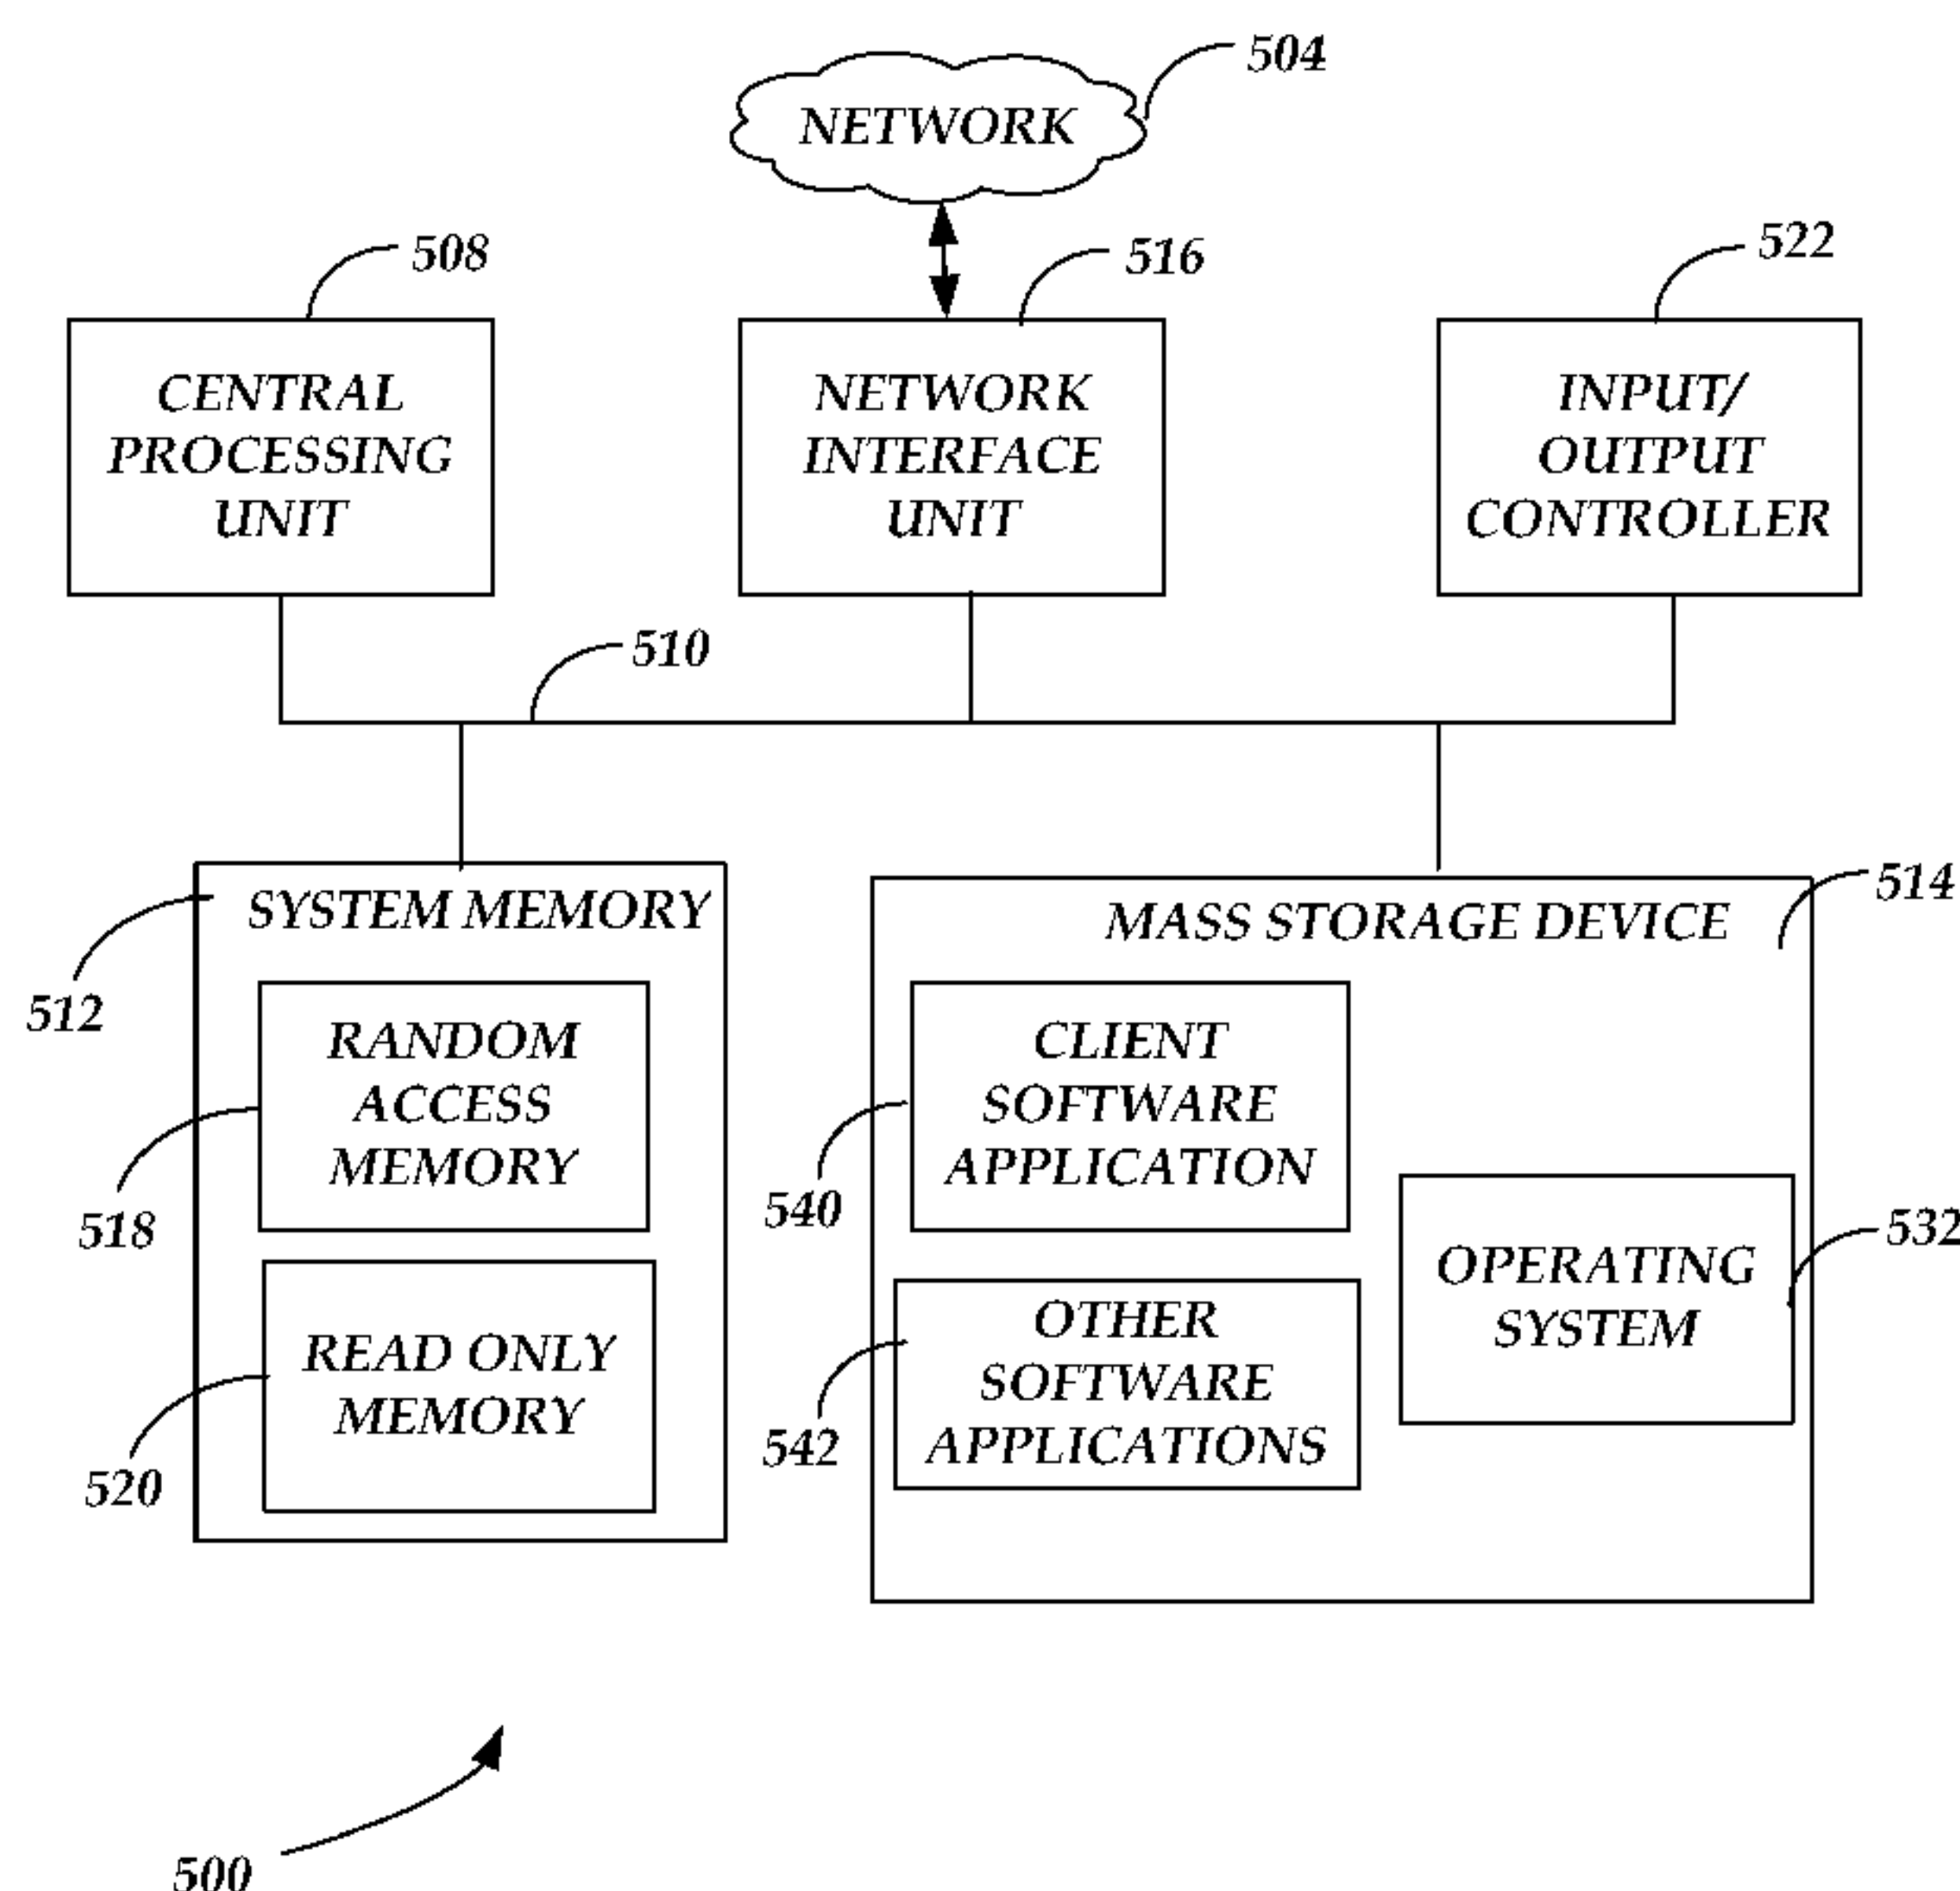 504
NETWORK
508
516
522
CENTRAL
PROCESSING
UNIT
NETWORK
INTERFACE
UNIT
INPUT/
OUTPUT
CONTROLLER
510
SYSTEM MEMORY
512
RANDOM
ACCESS
MEMORY
518
READ ONLY
MEMORY
520
514
MASS STORAGE DEVICE
CLIENT
SOFTWARE
APPLICATION
540
532
OPERATING
SYSTEM
OTHER
SOFTWARE
APPLICATIONS
542
500